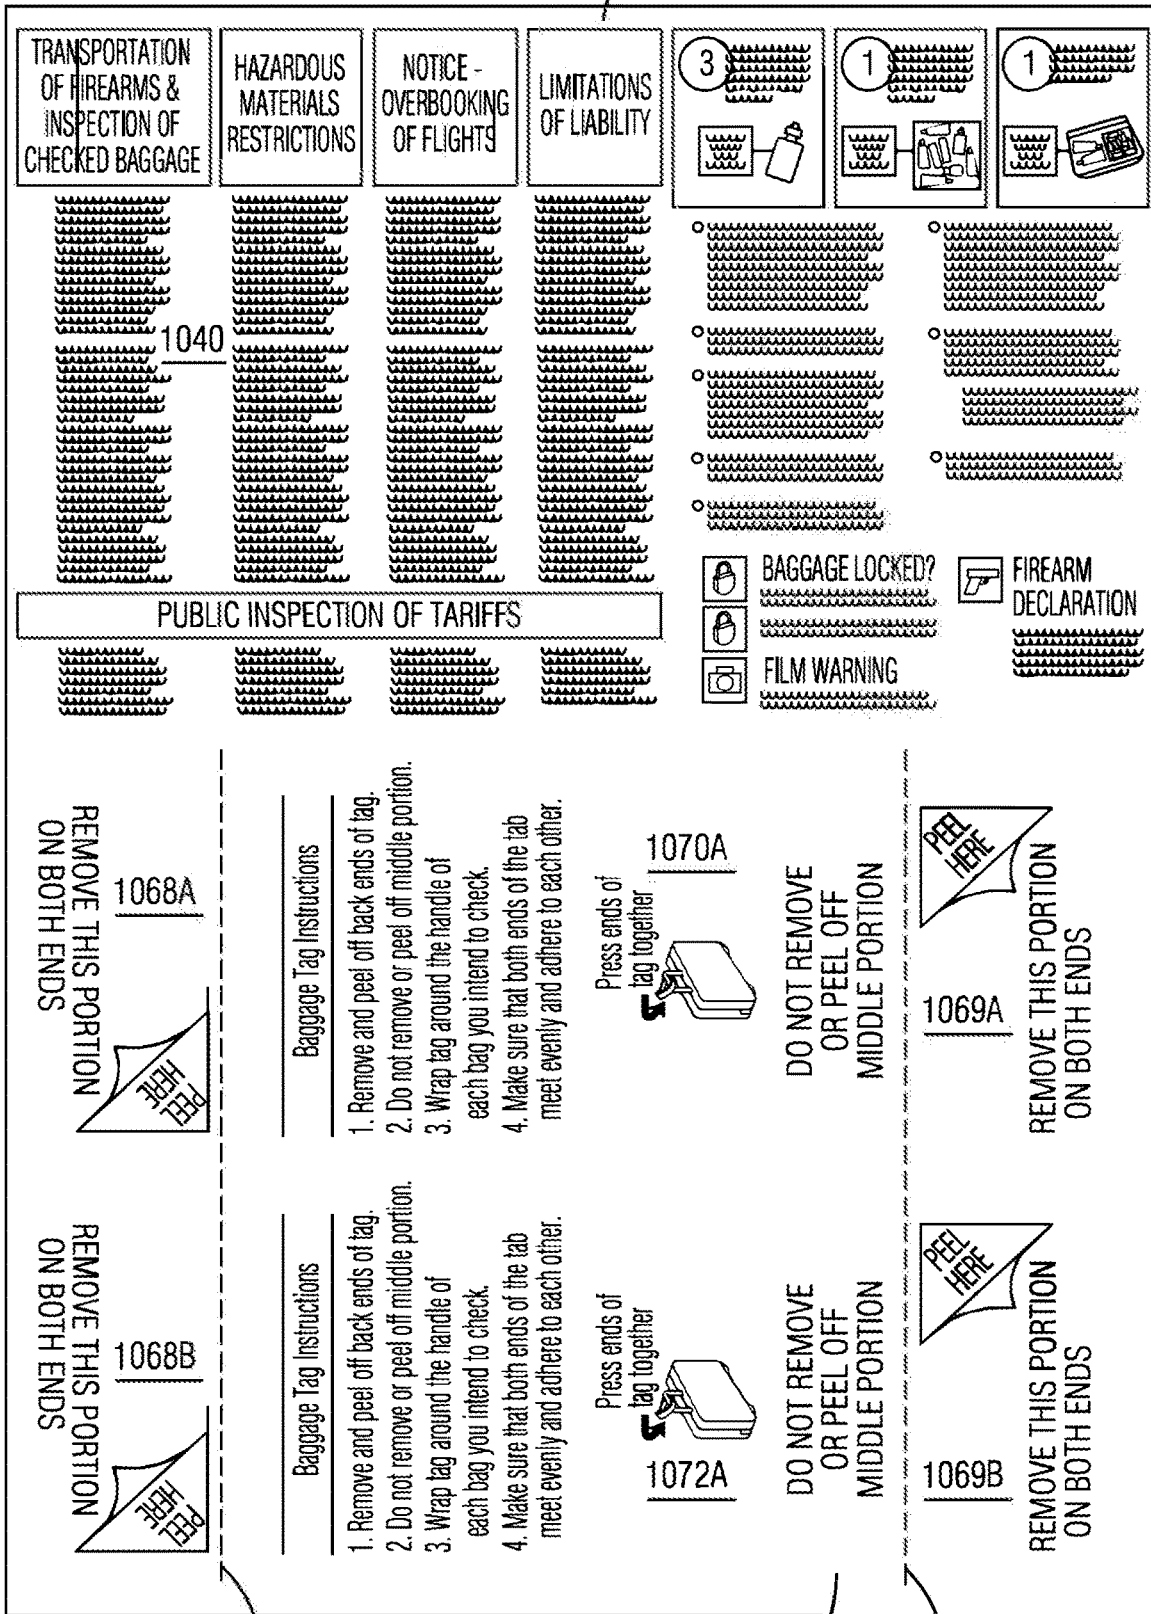 TRANSPORTATION
OF FIREARMS &
INSPECTION OF
CHECKED BAGGAGE
HAZARDOUS
MATERIALS
RESTRICTIONS
NOTICE -
OVERBOOKING
OF FLIGHTS
LIMITATIONS
OF LIABILITY
3
1
1
1040
PUBLIC INSPECTION OF TARIFFS
BAGGAGE LOCKED?
FILM WARNING
FIREARM
DECLARATION
REMOVE THIS PORTION
ON BOTH ENDS
1068A
PEEL
HERE
Baggage Tag Instructions
1. Remove and peel off back ends of tag.
2. Do not remove or peel off middle portion.
3. Wrap tag around the handle of
each bag you intend to check.
4. Make sure that both ends of the tab
meet evenly and adhere to each other.
Press ends of
tag together
1070A
DO NOT REMOVE
OR PEEL OFF
MIDDLE PORTION
PEEL
HERE
1069A
REMOVE THIS PORTION
ON BOTH ENDS
REMOVE THIS PORTION
ON BOTH ENDS
1068B
PEEL
HERE
Baggage Tag Instructions
1. Remove and peel off back ends of tag.
2. Do not remove or peel off middle portion.
3. Wrap tag around the handle of
each bag you intend to check.
4. Make sure that both ends of the tab
meet evenly and adhere to each other.
Press ends of
tag together
1072A
DO NOT REMOVE
OR PEEL OFF
MIDDLE PORTION
PEEL
HERE
1069B
REMOVE THIS PORTION
ON BOTH ENDS